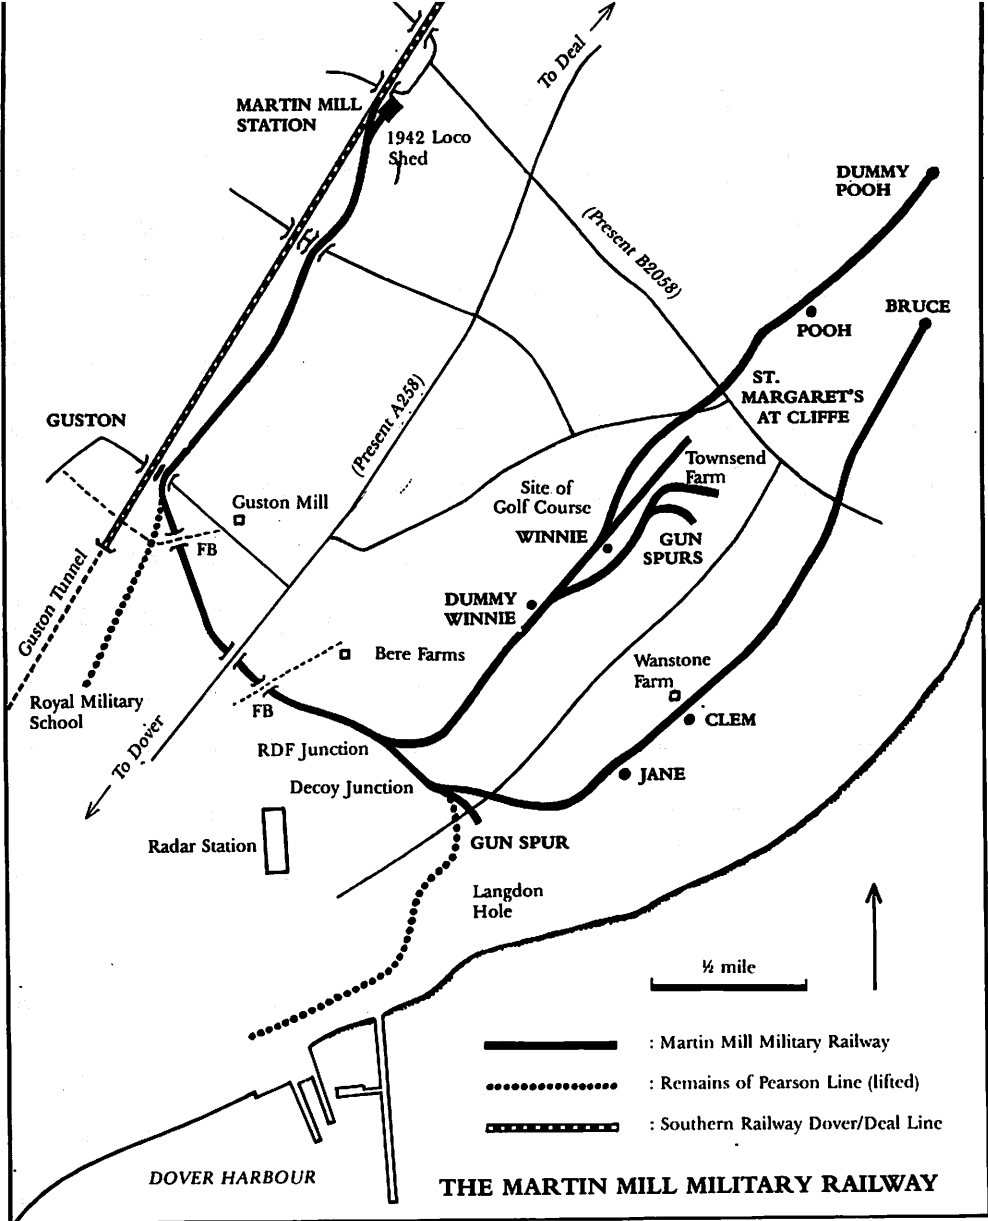 To Deal
MARTIN MILL
STATION
1942 Loco
Shed
DUMMY
POOH
(Present B2058)
BRUCE
POOH
ST.
MARGARET'S
AT CLIFFE
(Present A258)
GUSTON
Townsend
Farm
Site of
Golf Course
Guston Mill
WINNIE
GUN
SPURS
FB
Guston Tunnel
DUMMY
WINNIE
Bere Farms
Wanstone
Farm
Royal Military
School
FB
CLEM
To Dover
RDF Junction
JANE
Decoy Junction
Radar Station
GUN SPUR
Langdon
Hole
½ mile
: Martin Mill Military Railway
: Remains of Pearson Line (lifted)
: Southern Railway Dover/Deal Line
DOVER HARBOUR
THE MARTIN MILL MILITARY RAILWAY